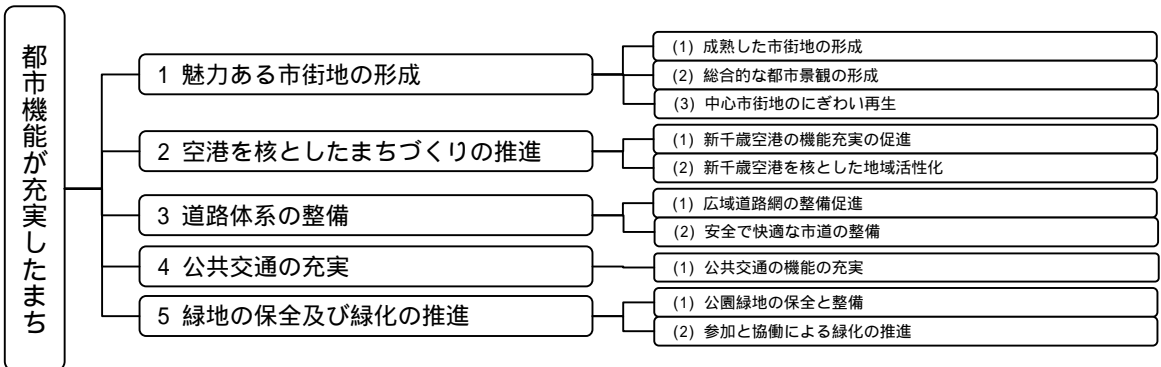 都市機能が充実したまち
1 魅力ある市街地の形成
(1) 成熟した市街地の形成
(2) 総合的な都市景観の形成
(3) 中心市街地のにぎわい再生
2 空港を核としたまちづくりの推進
(1) 新千歳空港の機能充実の促進
(2) 新千歳空港を核とした地域活性化
3 道路体系の整備
(1) 広域道路網の整備促進
(2) 安全で快適な市道の整備
4 公共交通の充実
(1) 公共交通の機能の充実
5 緑地の保全及び緑化の推進
(1) 公園緑地の保全と整備
(2) 参加と協働による緑化の推進